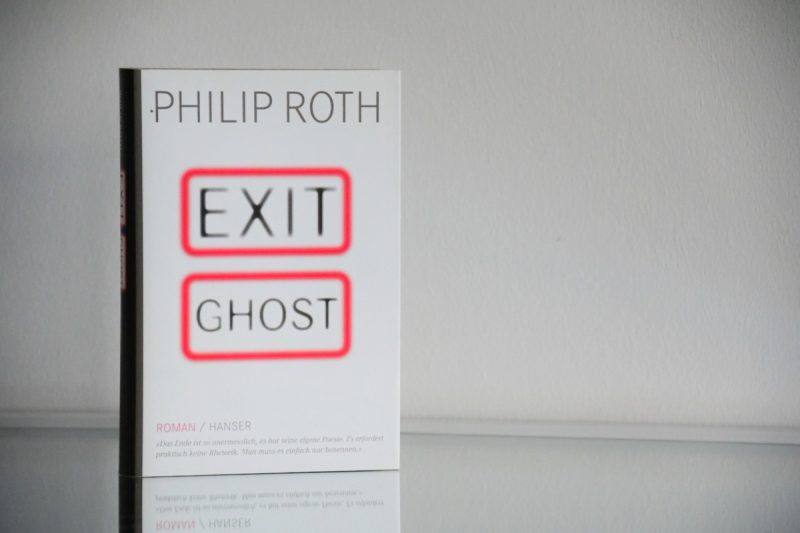 PHILIP ROTH
EXIT
GHOST
ROMAN / HANSER
»Das Ende ist so unermesslich, es hat seine eigene Poesie. Es erfordert
praktisch keine Rhetorik. Man muss es einfach nur benennen.«